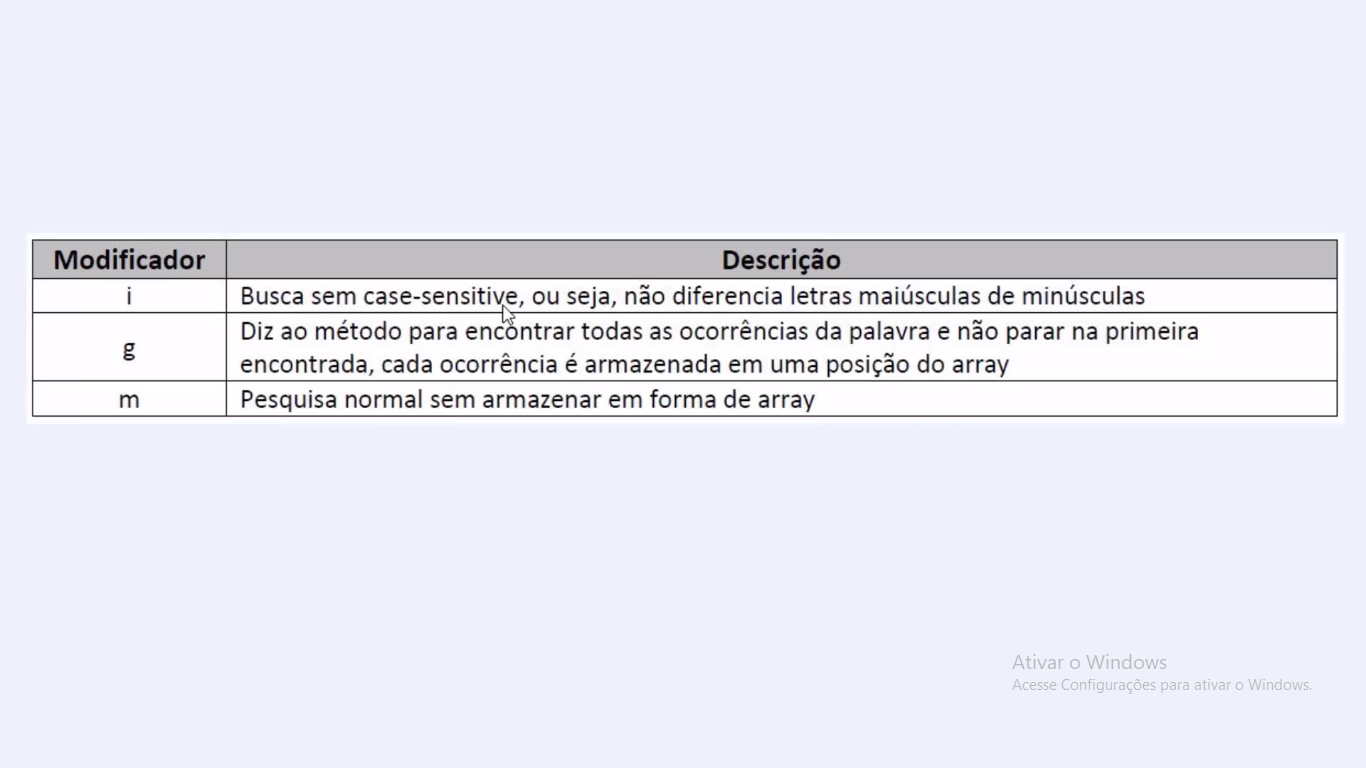 Modificador Descrição
i Busca sem case-sensitive, ou seja, não diferencia letras maiúsculas de minúsculas
g Diz ao método para encontrar todas as ocorrências da palavra e não parar na primeira
encontrada, cada ocorrência é armazenada em uma posição do array
m Pesquisa normal sem armazenar em forma de array
Ativar o Windows
Acesse Configurações para ativar o Windows.